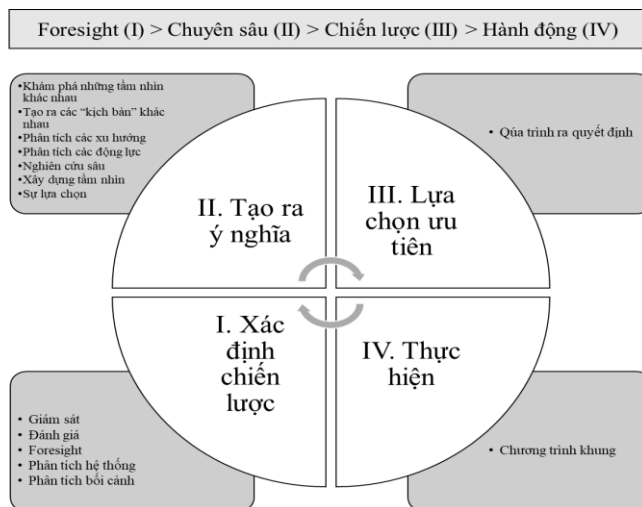 Foresight (I) > Chuyên sâu (II) > Chiến lược (III) > Hành động (IV)
•Khám phá những tầm nhìn
khác nhau
•Tạo ra các “kịch bản” khác
nhau
•Phân tích các xu hướng
•Phân tích các động lực
•Nghiên cứu sâu
•Xây dựng tầm nhìn
•Sự lựa chọn
• Qúa trình ra quyết định
II. Tạo ra
ý nghĩa
III. Lựa
chọn ưu
tiên
I. Xác
định
chiến
lược
IV. Thực
hiện
• Giám sát
• Đánh giá
• Foresight
• Phân tích hệ thống
• Phân tích bối cảnh
• Chương trình khung